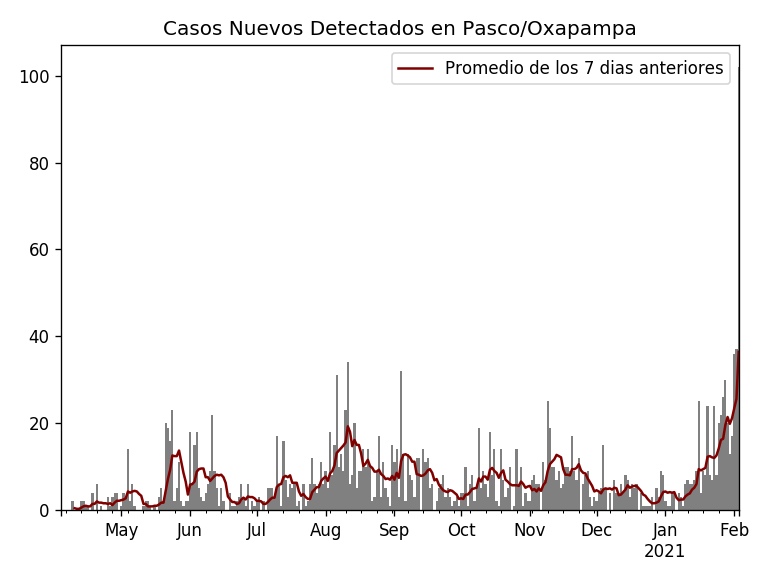 Casos Nuevos Detectados en Pasco/Oxapampa
Promedio de los 7 dias anteriores
100
80
60
40
20
0
May Jun Jul Aug Sep Oct Nov Dec Jan Feb
2021